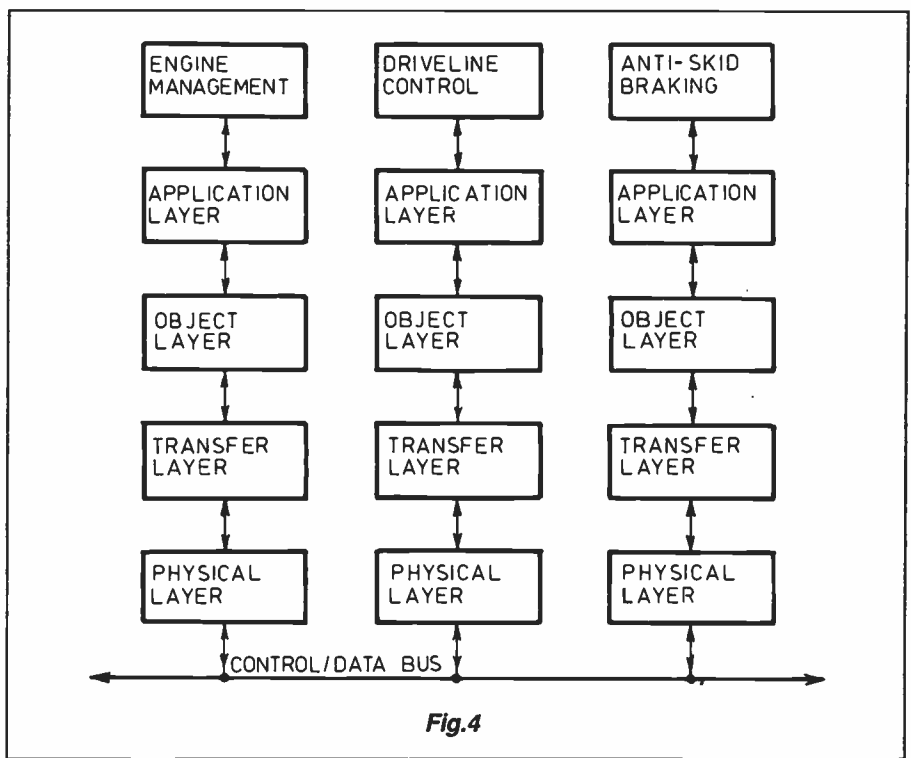 ENGINE
MANAGEMENT
DRIVELINE
CONTROL
ANTI-SKID
BRAKING
APPLICATION
LAYER
APPLICATION
LAYER
APPLICATION
LAYER
OBJECT
LAYER
OBJECT
LAYER
OBJECT
LAYER
TRANSFER
LAYER
TRANSFER
LAYER
TRANSFER
LAYER
PHYSICAL
LAYER
PHYSICAL
LAYER
PHYSICAL
LAYER
CONTROL/DATA BUS
Fig.4